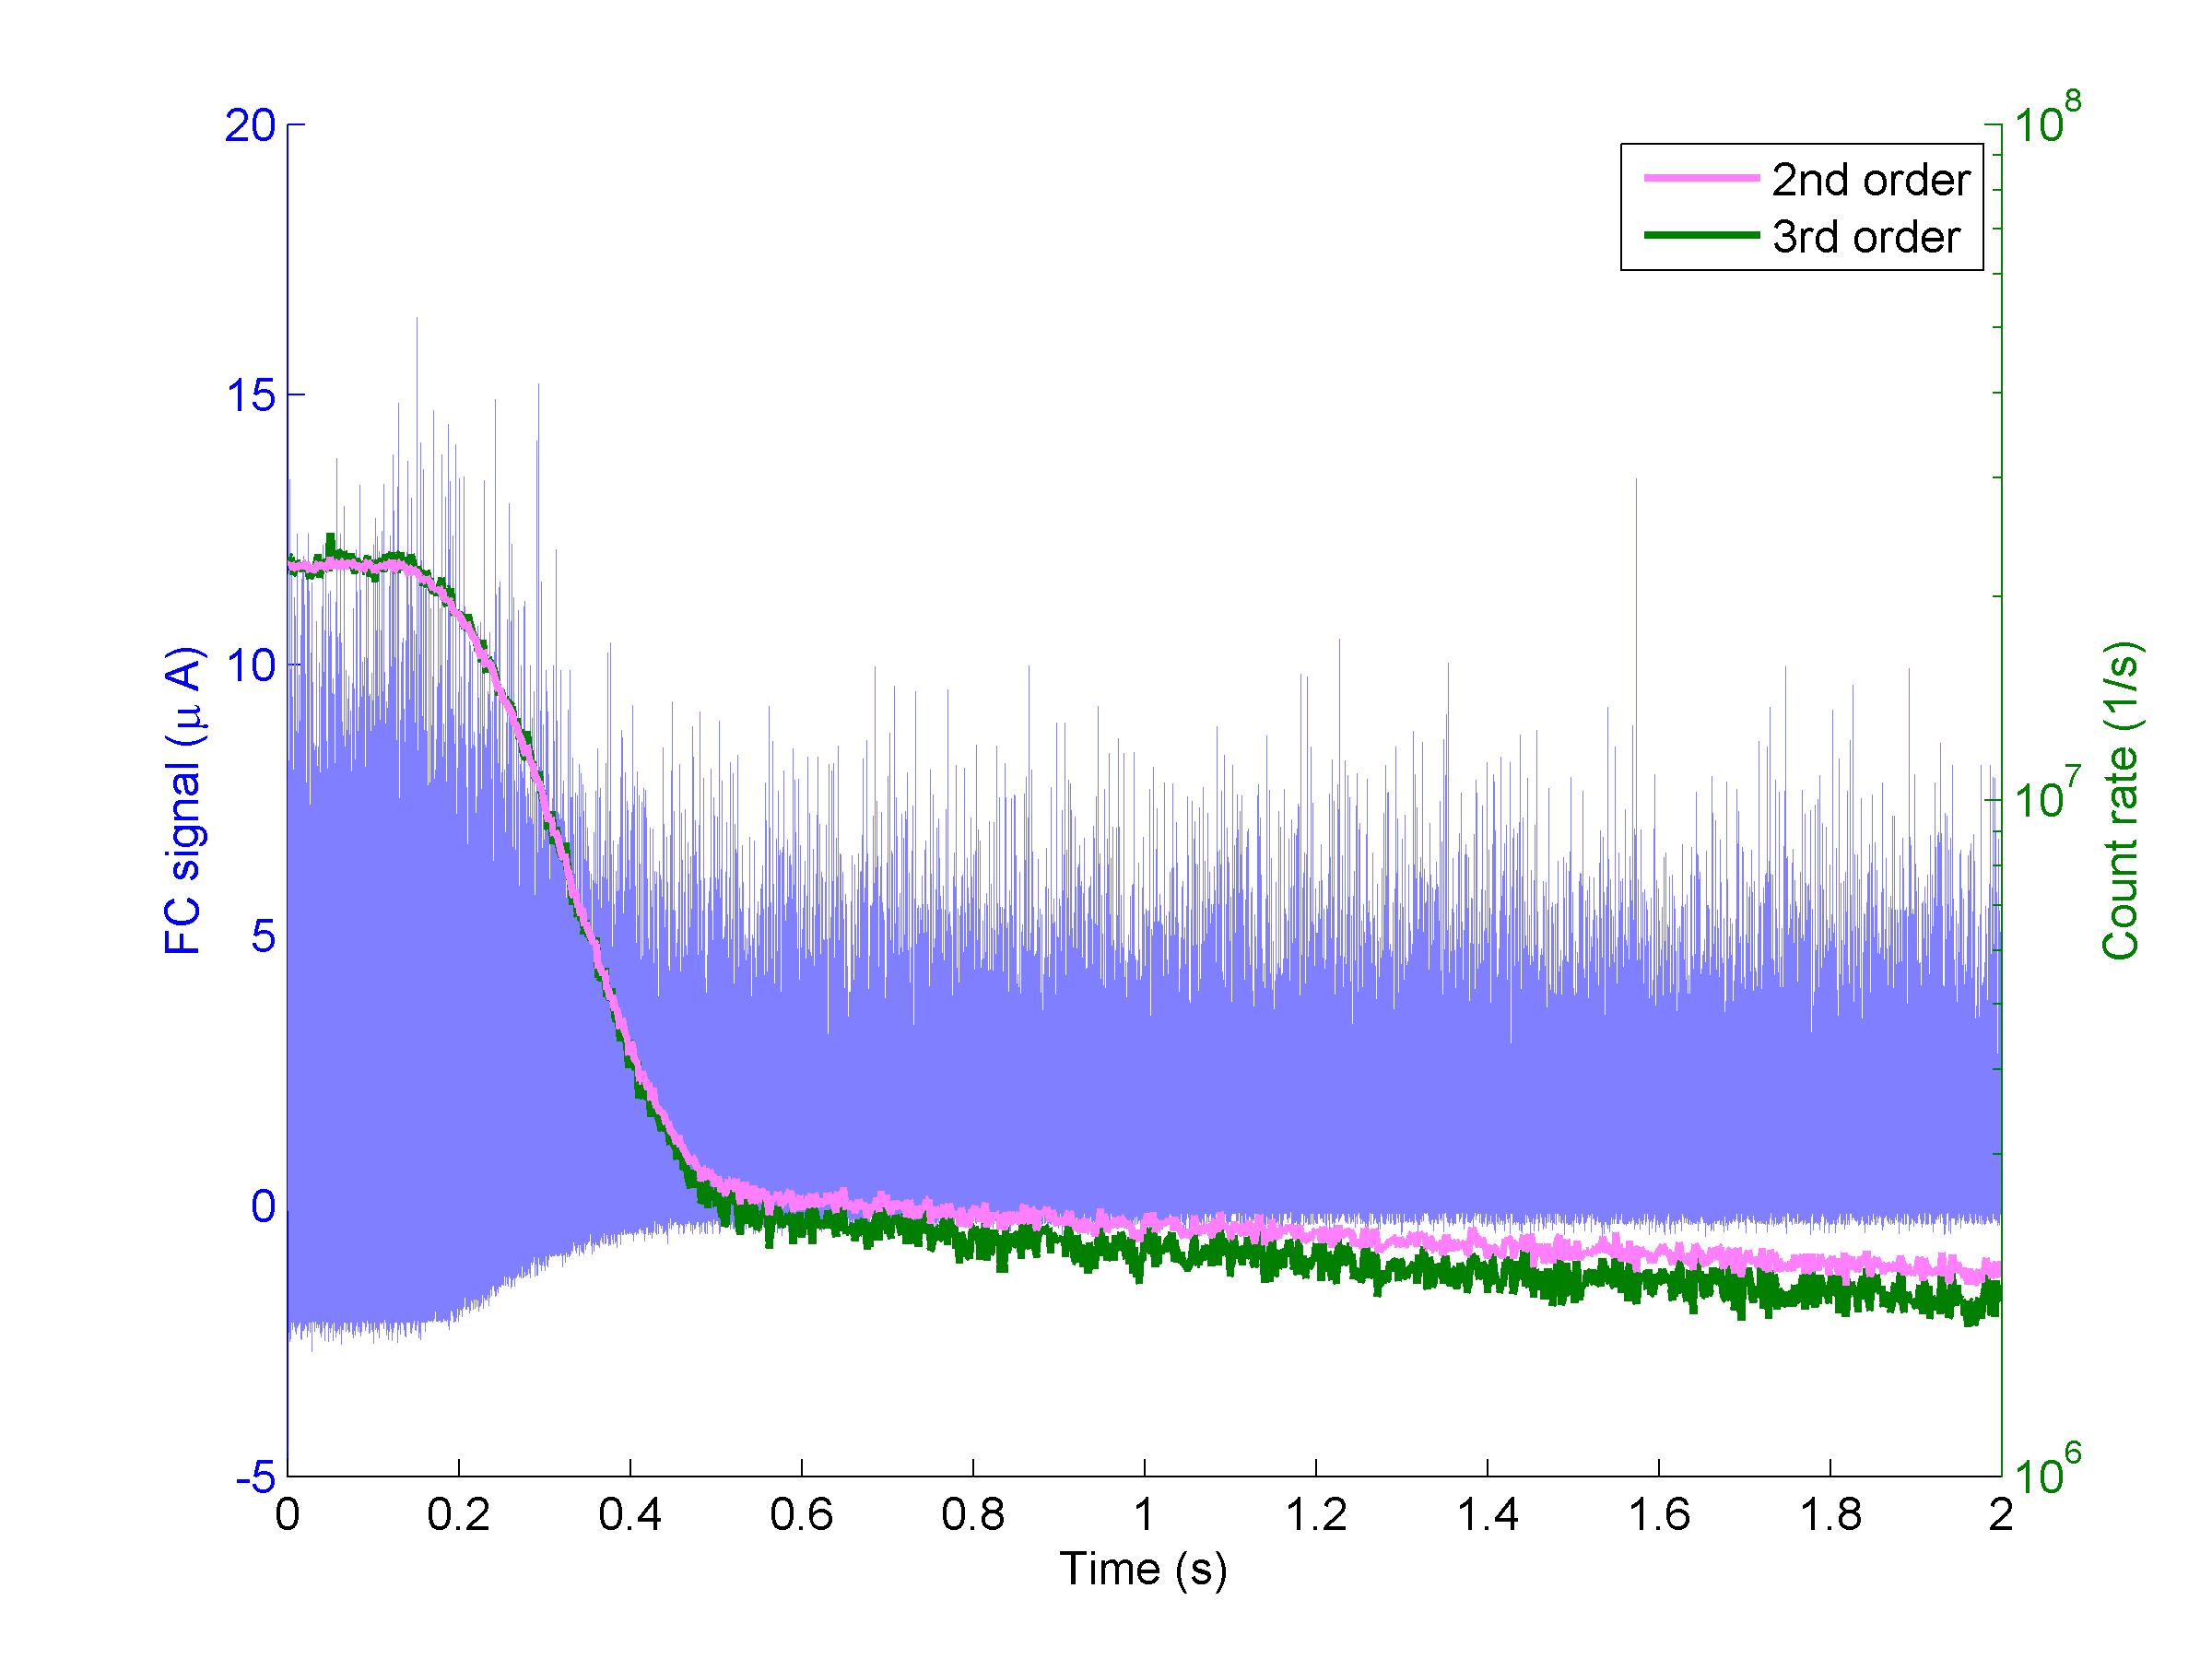 20
15
10
5
0
-5
FC signal (μ A)
10^8
10^7
10^6
Count rate (1/s)
2nd order
3rd order
0 0.2 0.4 0.6 0.8 1 1.2 1.4 1.6 1.8 2
Time (s)